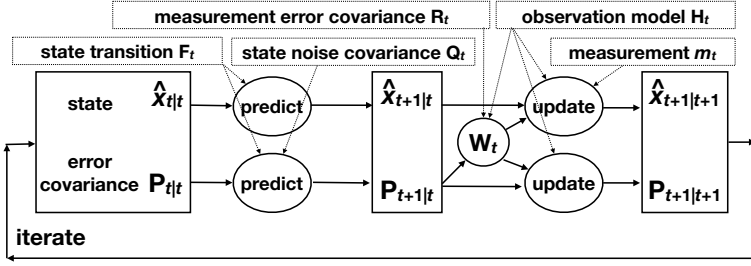 measurement error covariance Rt
observation model Ht
state transition Ft
state noise covariance Qt
measurement mt
state
x̂t|t
predict
x̂t+1|t
update
x̂t+1|t+1
Wt
error
covariance
Pt|t
predict
Pt+1|t
update
Pt+1|t+1
iterate